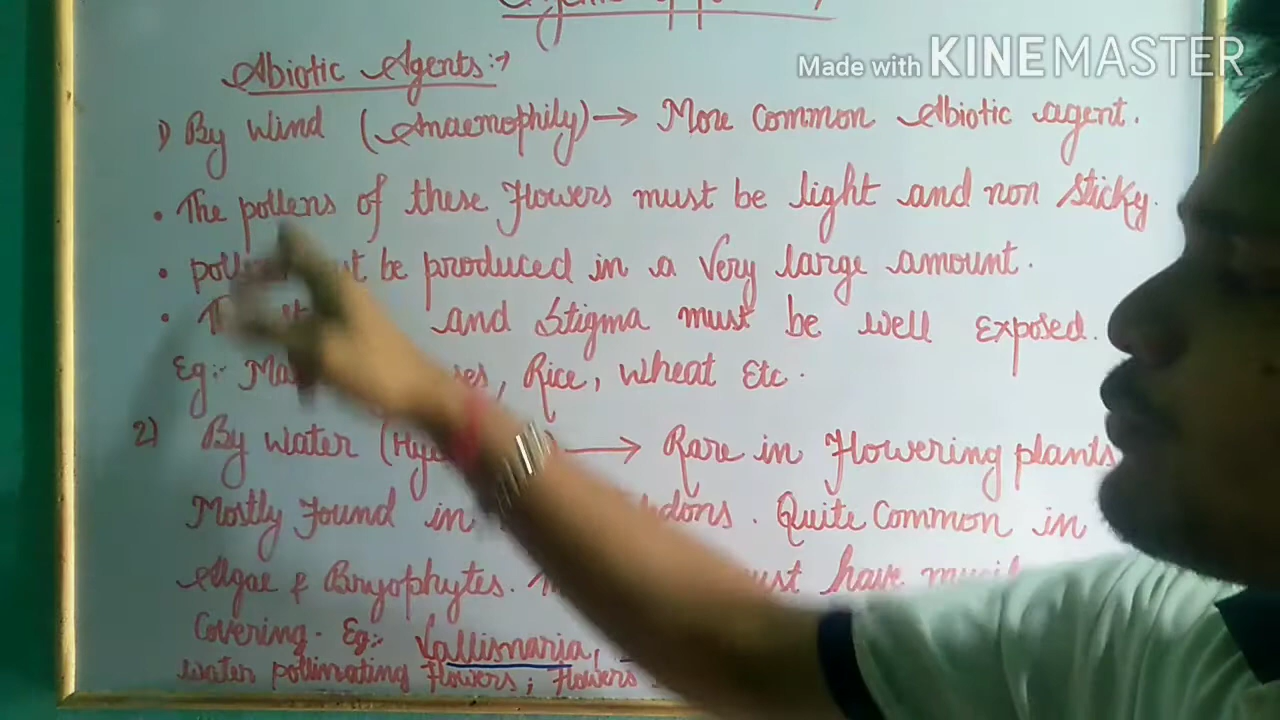 Made with KINEMASTER
Abiotic Agents:→
1) By Wind (Anaemophily) → More Common Abiotic agent.
• The pollens of these Flowers must be light and non sticky.
• be produced in a very large amount.
• and Stigma must be well Exposed.
Eg:- Rice, Wheat Etc.
2) By water → Rare in Flowering plants
Mostly Found in Quite Common in
Algae & Bryophytes. have
Covering. Eg:- Vallisnaria,
water pollinating Flowers; Flowers